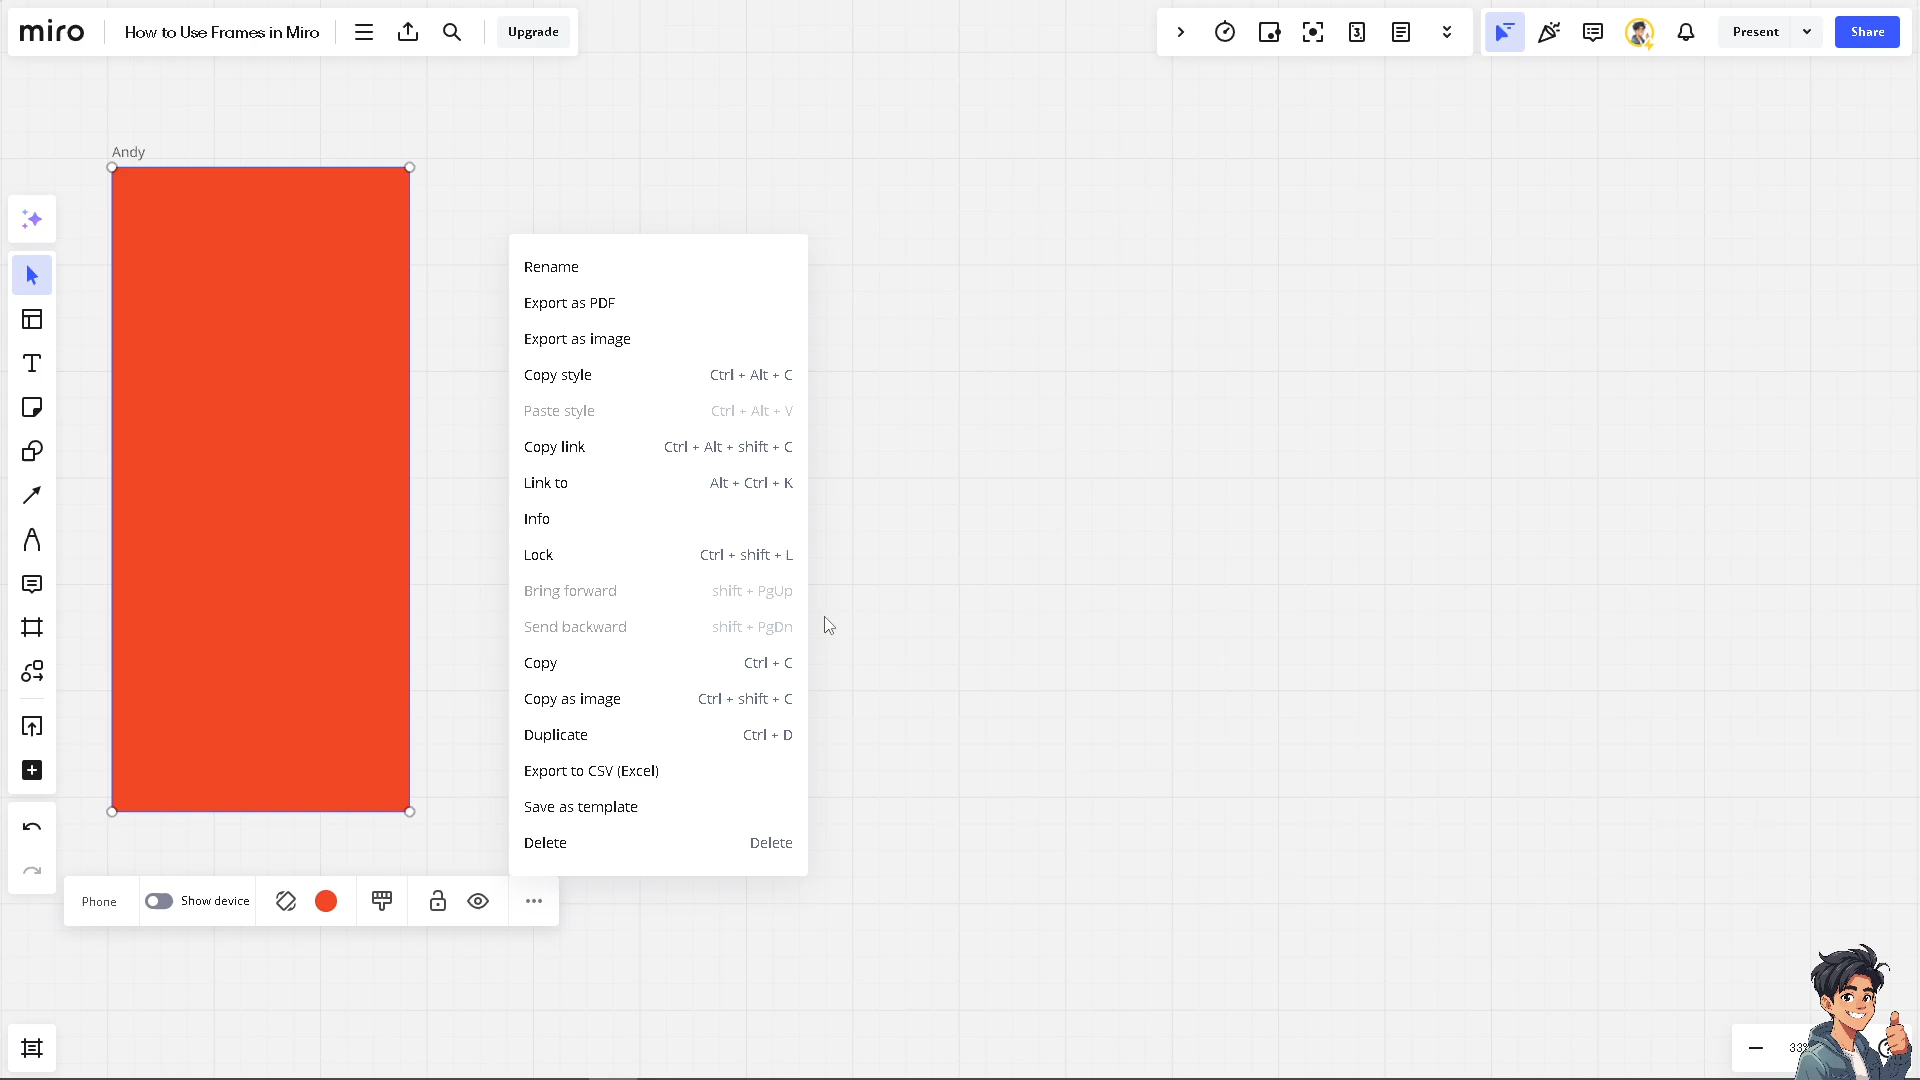 miro
How to Use Frames in Miro
Upgrade
Present
Share
Andy
Rename
Export as PDF
Export as image
Copy style Ctrl + Alt + C
Paste style Ctrl + Alt + V
Copy link Ctrl + Alt + shift + C
Link to Alt + Ctrl + K
Info
Lock Ctrl + shift + L
Bring forward shift + PgUp
Send backward shift + PgDn
Copy Ctrl + C
Copy as image Ctrl + shift + C
Duplicate Ctrl + D
Export to CSV (Excel)
Save as template
Delete Delete
Phone
Show device